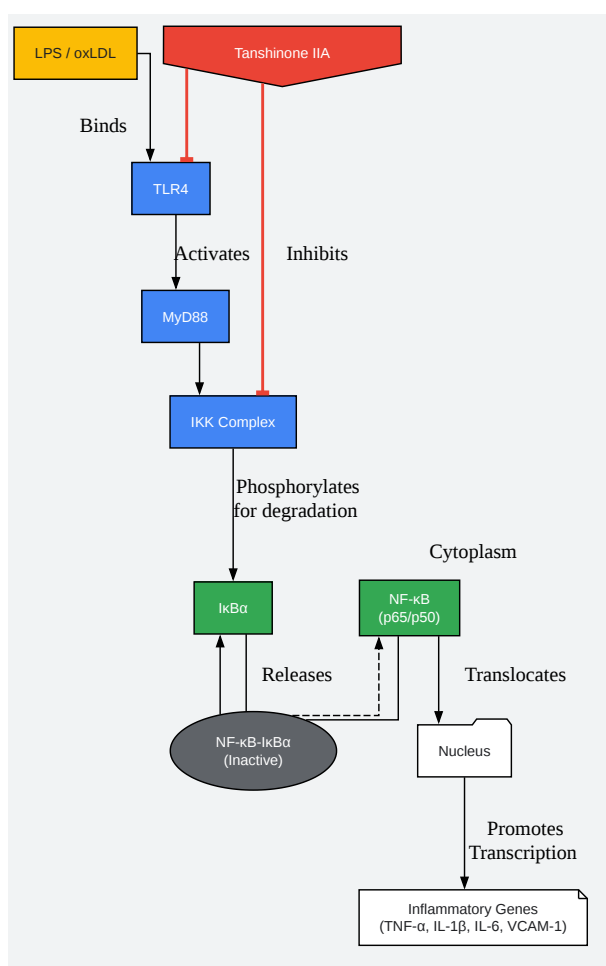 LPS / oxLDL
Tanshinone IIA
Binds
TLR4
Activates
Inhibits
MyD88
IKK Complex
Phosphorylates
for degradation
Cytoplasm
IκBα
NF-κB
(p65/p50)
Releases
Translocates
NF-κB-IκBα
(Inactive)
Nucleus
Promotes
Transcription
Inflammatory Genes
(TNF-α, IL-1β, IL-6, VCAM-1)